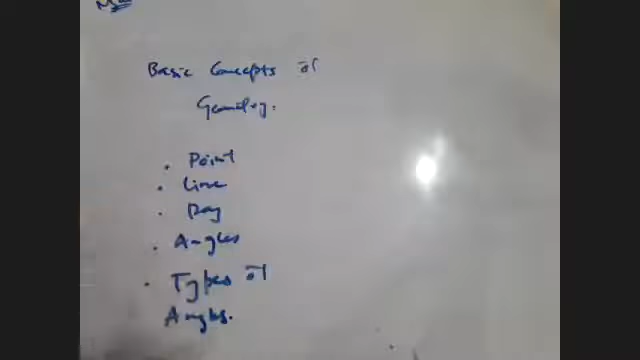 Basic Concepts of
Geometry.
• Point
• Line
• Ray
• Angles
• Types of
Angles.